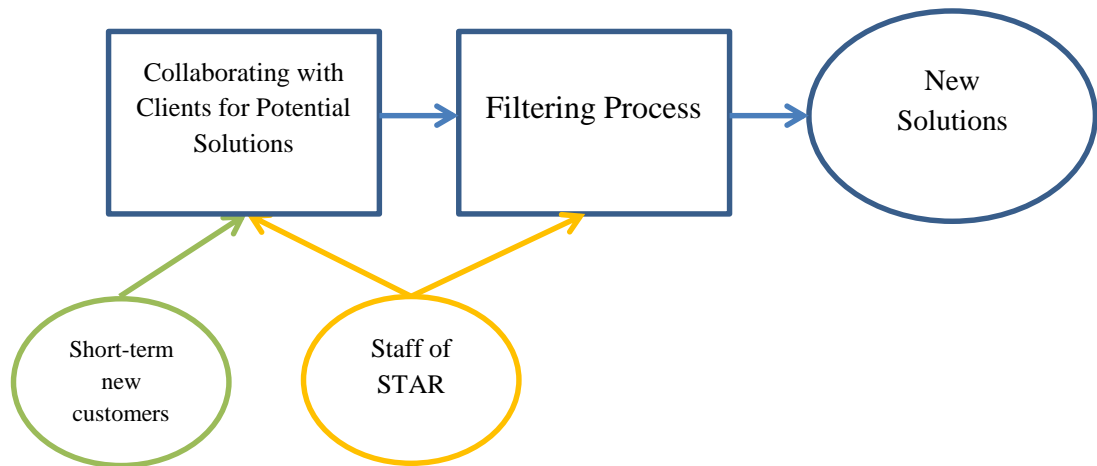 Collaborating with
Clients for Potential
Solutions
Filtering Process
New
Solutions
Short-term
new
customers
Staff of
STAR